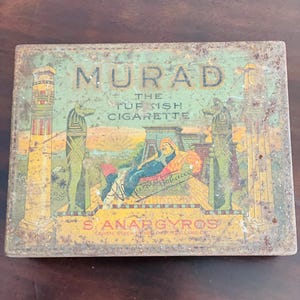 MURAD
THE
TURKISH
CIGARETTE
S. ANARGYROS